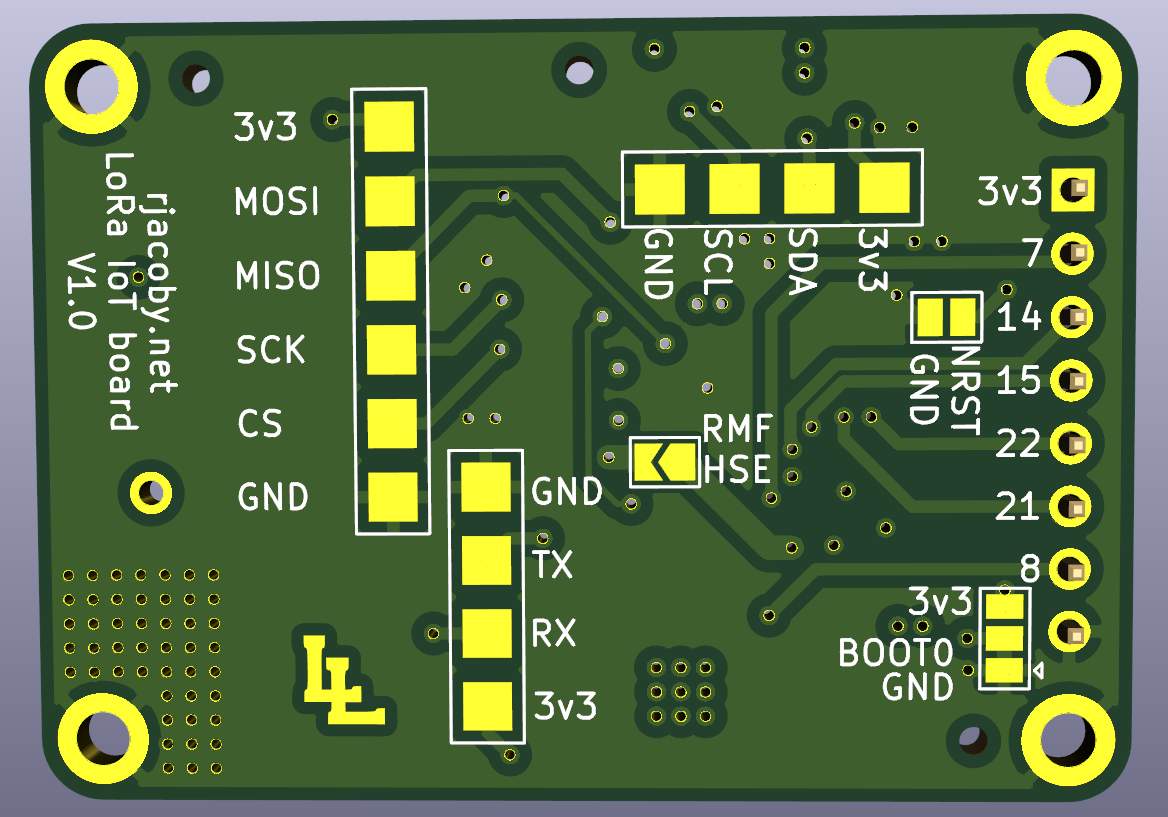 3v3
MOSI
MISO
SCK
CS
GND
LoRa IoT board
rjacoby.net
V1.0
GND
SCL
SDA
3v3
3v3
7
14
15
22
21
8
GND
NRST
RMF
HSE
GND
TX
RX
3v3
3v3
BOOT0
GND
LL